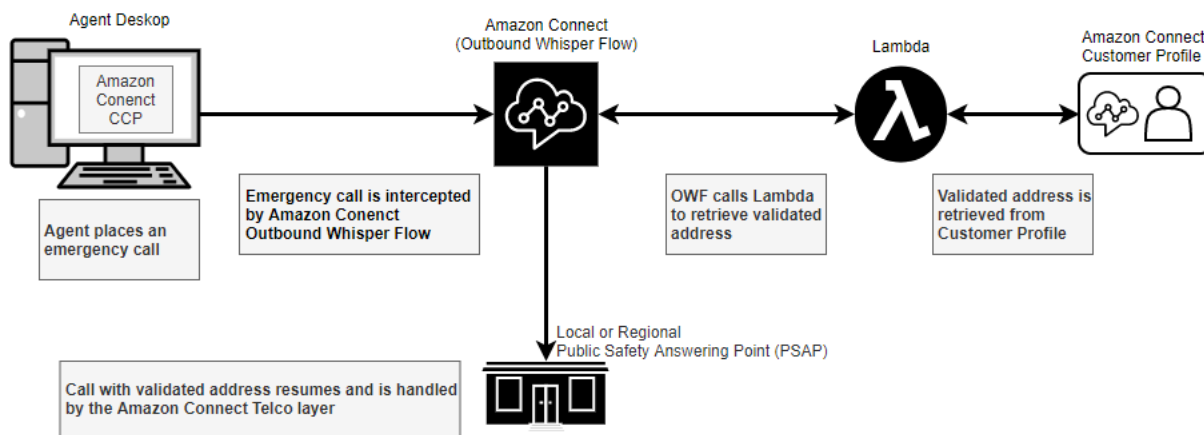 Agent Deskop
Amazon
Conenct
CCP
Amazon Connect
(Outbound Whisper Flow)
Lambda
Amazon Connect
Customer Profile
Agent places an
emergency call
Emergency call is intercepted
by Amazon Conenct
Outbound Whisper Flow
OWF calls Lambda
to retrieve validated
address
Validated address is
retrieved from
Customer Profile
Local or Regional
Public Safety Answering Point (PSAP)
Call with validated address resumes and is handled
by the Amazon Connect Telco layer